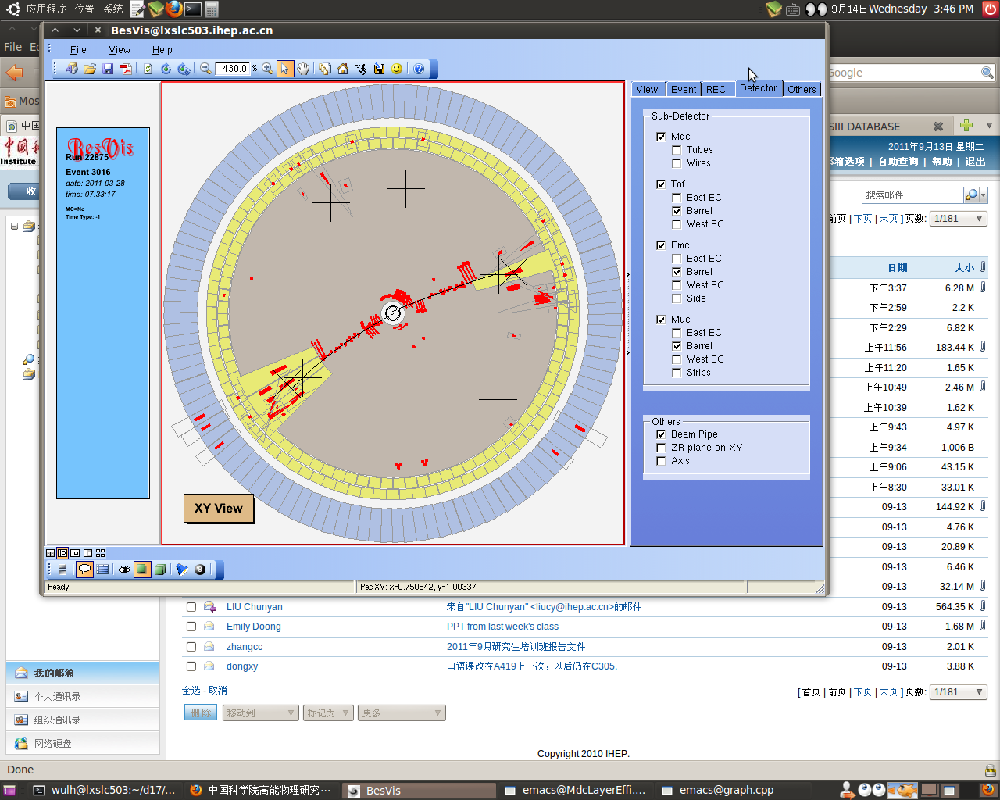 应用程序 位置 系统
9月14日Wednesday 3:46 PM
BesVis@lxslc503.ihep.ac.cn
File
File View Help
430.0 %
Google
Mos
View Event REC Detector Others
SIII DATABASE
Institute
2011年9月13日 星期二
邮箱选项 | 自助查询 | 帮助 | 退出
收
搜索邮件
前页 | 下页 | 末页 ] 页数: 1/181
BesVis
Run 22875
Event 3016
date: 2011-03-28
time: 07:33:17
MC=No
Time Type: -1
XY View
Sub-Detector
Mdc
Tubes
Wires
Tof
East EC
Barrel
West EC
Emc
East EC
Barrel
West EC
Side
Muc
East EC
Barrel
West EC
Strips
Others
Beam Pipe
ZR plane on XY
Axis
日期 大小
下午3:37 6.28 M
下午2:59 2.2 K
下午2:29 6.82 K
上午11:56 183.44 K
上午11:20 1.65 K
上午10:49 2.46 M
上午10:39 1.62 K
上午9:43 4.97 K
上午9:34 1,006 B
上午9:06 43.15 K
上午8:30 33.01 K
09-13 144.92 K
09-13 4.76 K
09-13 20.89 K
09-13 6.46 K
09-13 32.14 M
Ready PadXY: x=0.750842, y=1.00337
LIU Chunyan 来自"LIU Chunyan" <liucy@ihep.ac.cn>的邮件 09-13 564.35 K
Emily Doong PPT from last week's class 09-13 1.68 M
zhangcc 2011年9月研究生培训班报告文件 09-13 2.01 K
dongxy 口语课改在A419上一次，以后仍在C305. 09-13 3.88 K
我的邮箱
个人通讯录
组织通讯录
网络硬盘
全选 - 取消
[ 首页 | 前页 | 下页 | 末页 ] 页数: 1/181
删 除 移动到 标记为 更多
Copyright 2010 IHEP.
Done
wulh@lxslc503:~/d17/... 中国科学院高能物理研究... BesVis emacs@MdcLayerEffi.... emacs@graph.cpp